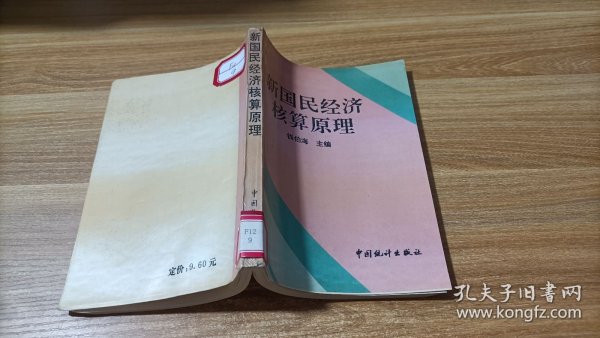 新国民经济
核算原理
钱伯海 主编
中国统计出版社
新国民经济核算原理
中国
F12
9
定价:9.60元
孔夫子旧书网
www.kongfz.com